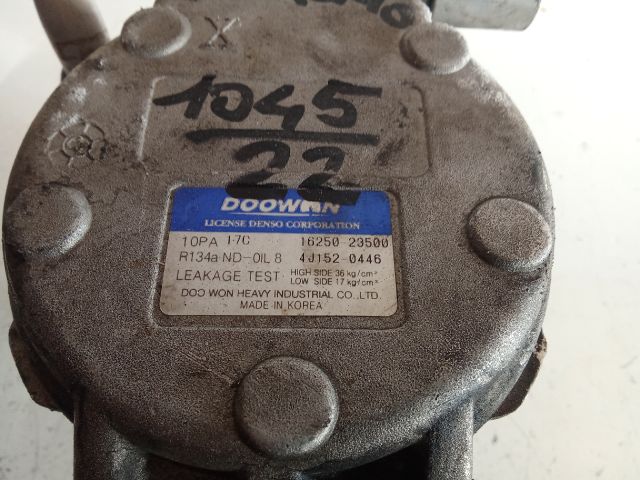 X
1045
22
DOOWON
LICENSE DENSO CORPORATION
10PA 17C 16250-23500
R134a ND-OIL 8 4J152-0446
LEAKAGE TEST HIGH SIDE 36 kg/cm²
LOW SIDE 17 kg/cm²
DOO WON HEAVY INDUSTRIAL CO.,LTD.
MADE IN KOREA